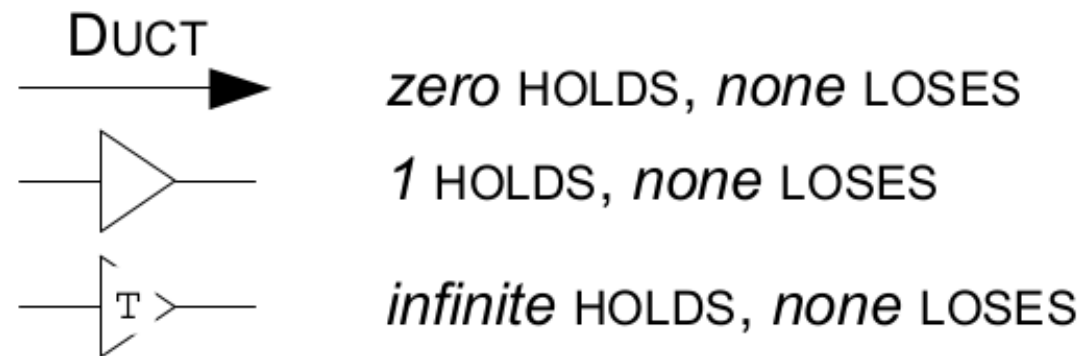 DUCT
zero HOLDS, none LOSES
1 HOLDS, none LOSES
T
infinite HOLDS, none LOSES